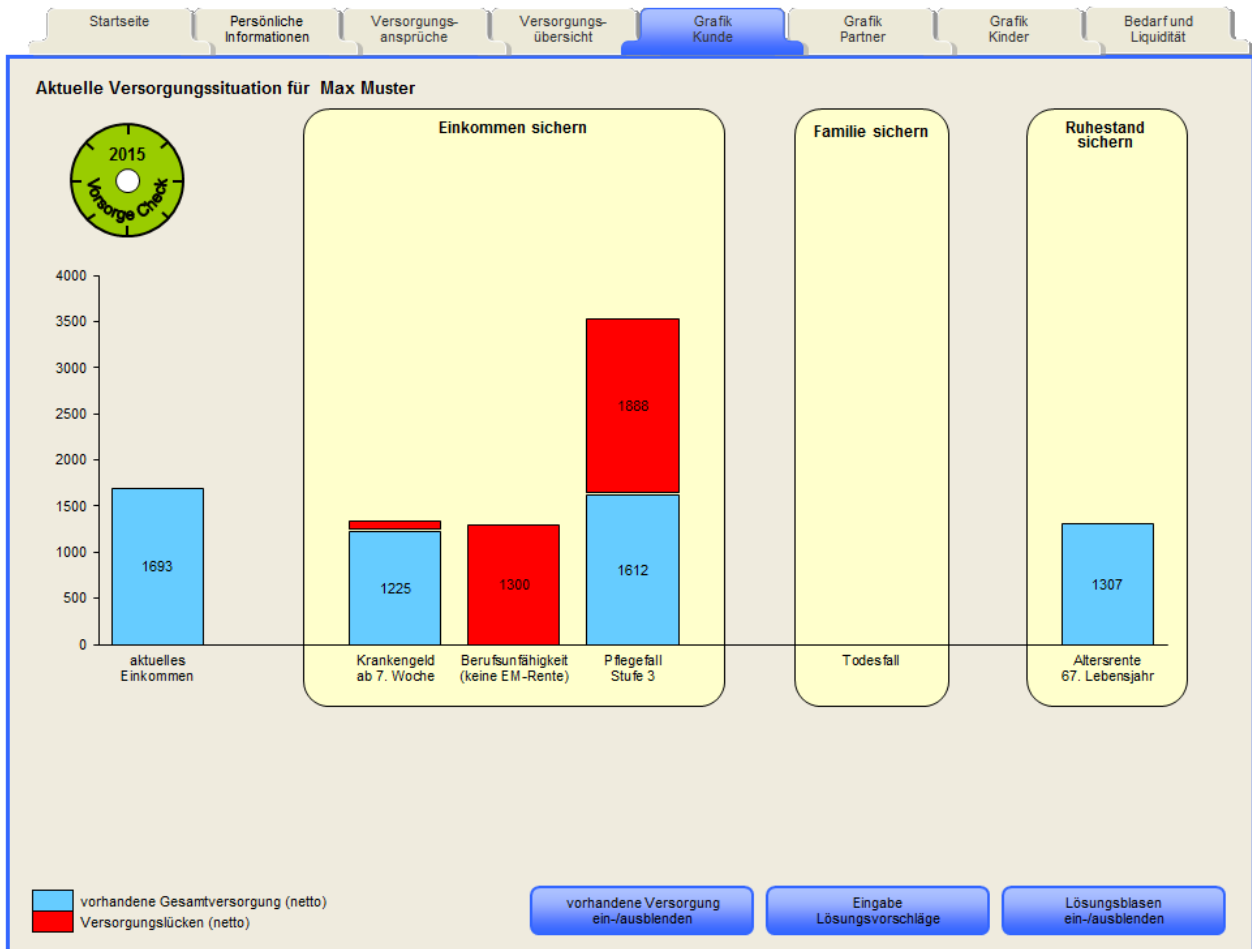 Startseite
Persönliche
Informationen
Versorgungs-
ansprüche
Versorgungs-
übersicht
Grafik
Kunde
Grafik
Partner
Grafik
Kinder
Bedarf und
Liquidität
Aktuelle Versorgungssituation für Max Muster
2015
Vorsorge Check
Einkommen sichern
Familie sichern
Ruhestand
sichern
4000
3500
3000
2500
2000
1500
1000
500
0
1693
1225
1300
1888
1612
1307
aktuelles
Einkommen
Krankengeld
ab 7. Woche
Berufsunfähigkeit
(keine EM-Rente)
Pflegefall
Stufe 3
Todesfall
Altersrente
67. Lebensjahr
vorhandene Gesamtversorgung (netto)
Versorgungslücken (netto)
vorhandene Versorgung
ein-/ausblenden
Eingabe
Lösungsvorschläge
Lösungsblasen
ein-/ausblenden